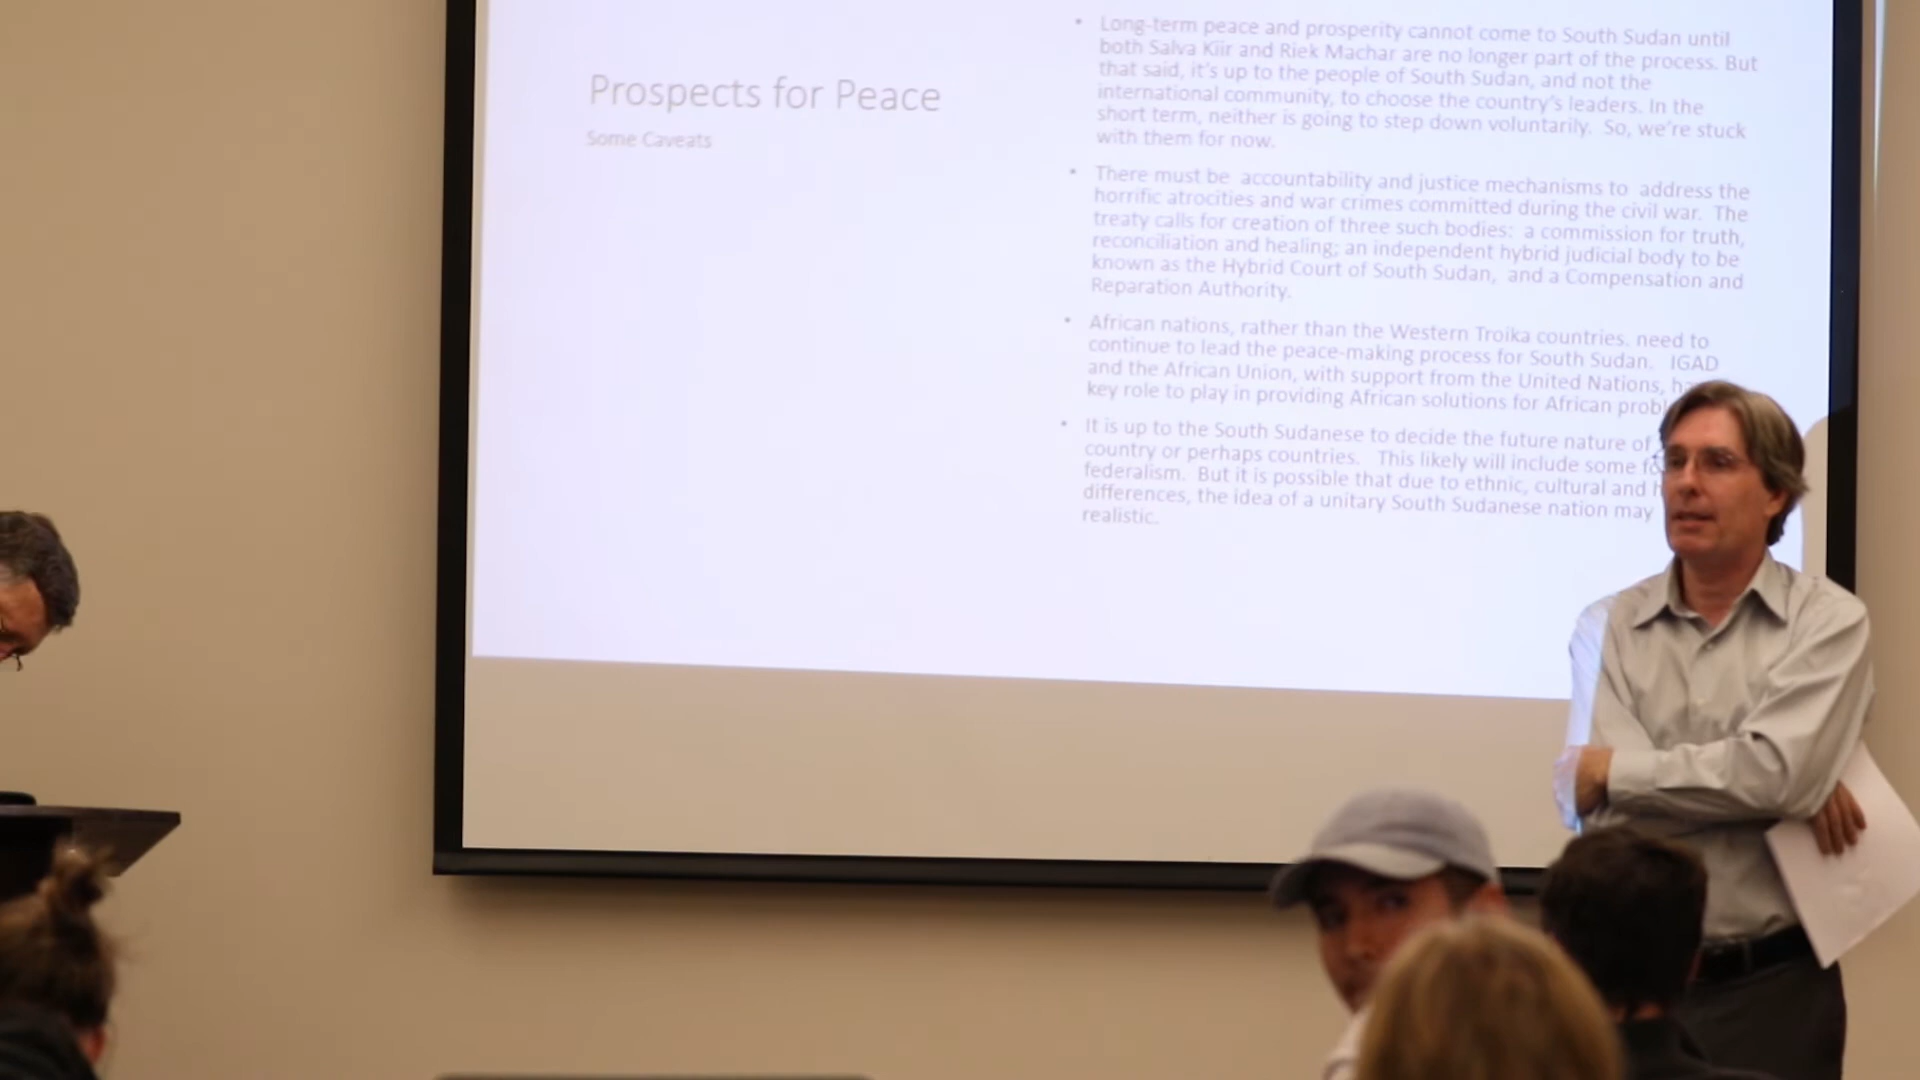 Prospects for Peace
Some Caveats
• Long-term peace and prosperity cannot come to South Sudan until
both Salva Kiir and Riek Machar are no longer part of the process. But
that said, it's up to the people of South Sudan, and not the
international community, to choose the country's leaders. In the
short term, neither is going to step down voluntarily. So, we're stuck
with them for now.
• There must be accountability and justice mechanisms to address the
horrific atrocities and war crimes committed during the civil war. The
treaty calls for creation of three such bodies: a commission for truth,
reconciliation and healing; an independent hybrid judicial body to be
known as the Hybrid Court of South Sudan, and a Compensation and
Reparation Authority.
• African nations, rather than the Western Troika countries. need to
continue to lead the peace-making process for South Sudan. IGAD
and the African Union, with support from the United Nations,
key role to play in providing African solutions for African
• It is up to the South Sudanese to decide the future nature of
country or perhaps countries. This likely will include some
federalism. But it is possible that due to ethnic, cultural and
differences, the idea of a unitary South Sudanese nation may
realistic.